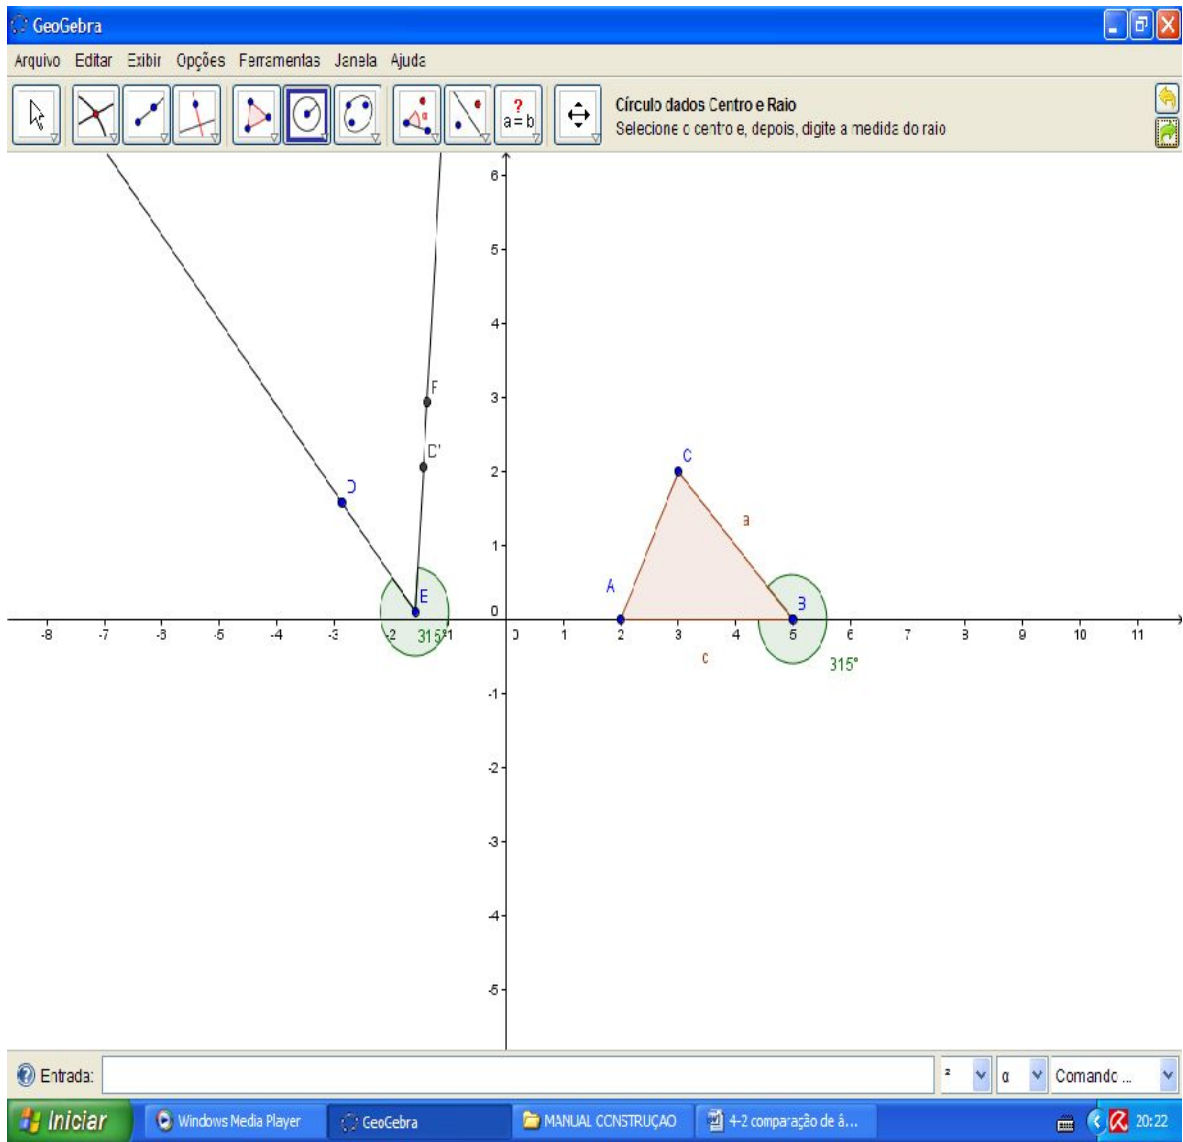 GeoGebra
Arquivo Editar Exibir Opções Ferramentas Janela Ajuda
Círculo dados Centro e Raio
Selecione o centro e, depois, digite a medida do raio
α
?
a = b
6
5
4
F
3
D'
C
2
D
a
1
A
E
B
0
-8 -7 -4 -3 -2 -1 0 1 2 3 4 5 6 7 9 10 11
315°
c
315°
-1
-2
-3
-4
-5
Entrada:
² α Comando ...
Iniciar Windows Media Player GeoGebra MANUAL CONSTRUÇAO 4-2 comparação de â... 20:22